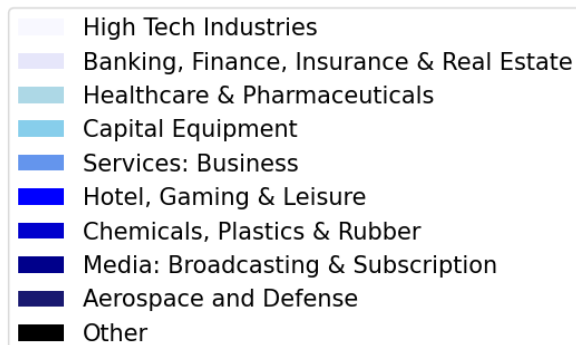 High Tech Industries
Banking, Finance, Insurance & Real Estate
Healthcare & Pharmaceuticals
Capital Equipment
Services: Business
Hotel, Gaming & Leisure
Chemicals, Plastics & Rubber
Media: Broadcasting & Subscription
Aerospace and Defense
Other